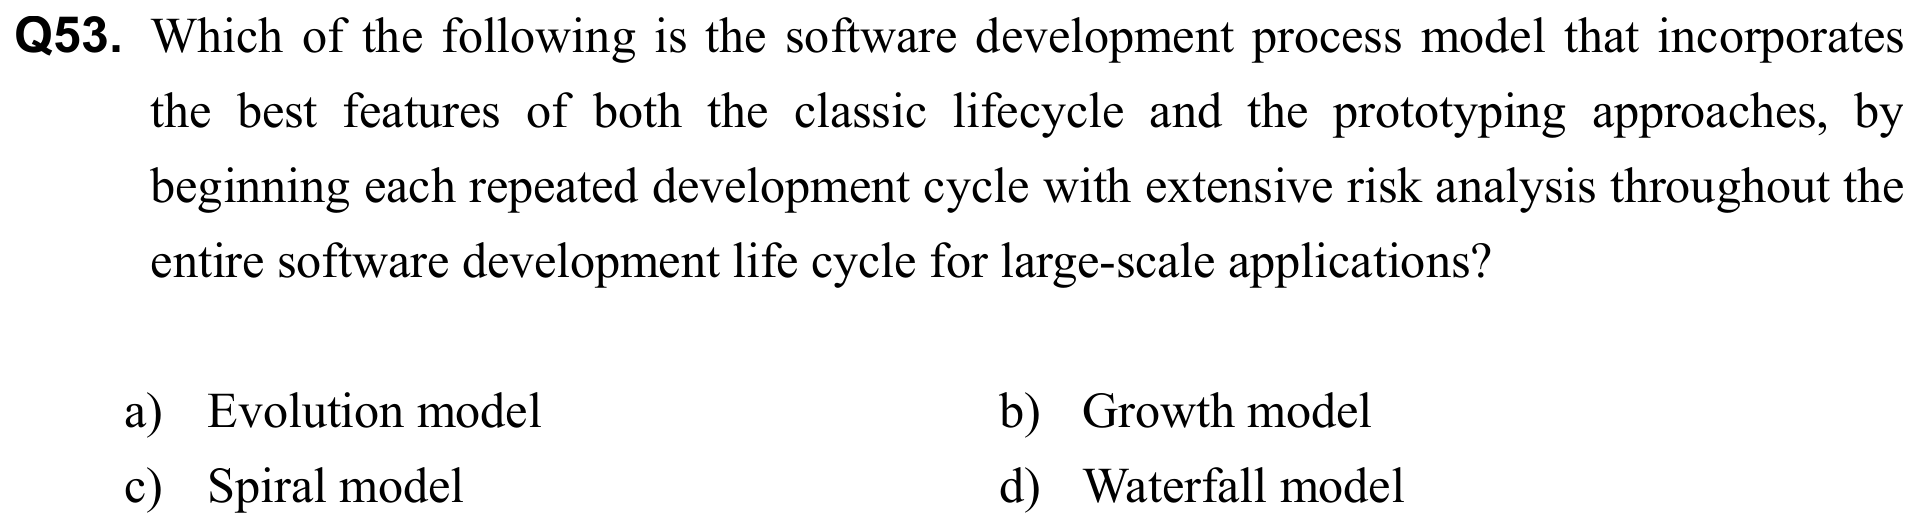 Q53. Which of the following is the software development process model that incorporates
the best features of both the classic lifecycle and the prototyping approaches, by
beginning each repeated development cycle with extensive risk analysis throughout the
entire software development life cycle for large-scale applications?
a) Evolution model b) Growth model
c) Spiral model d) Waterfall model